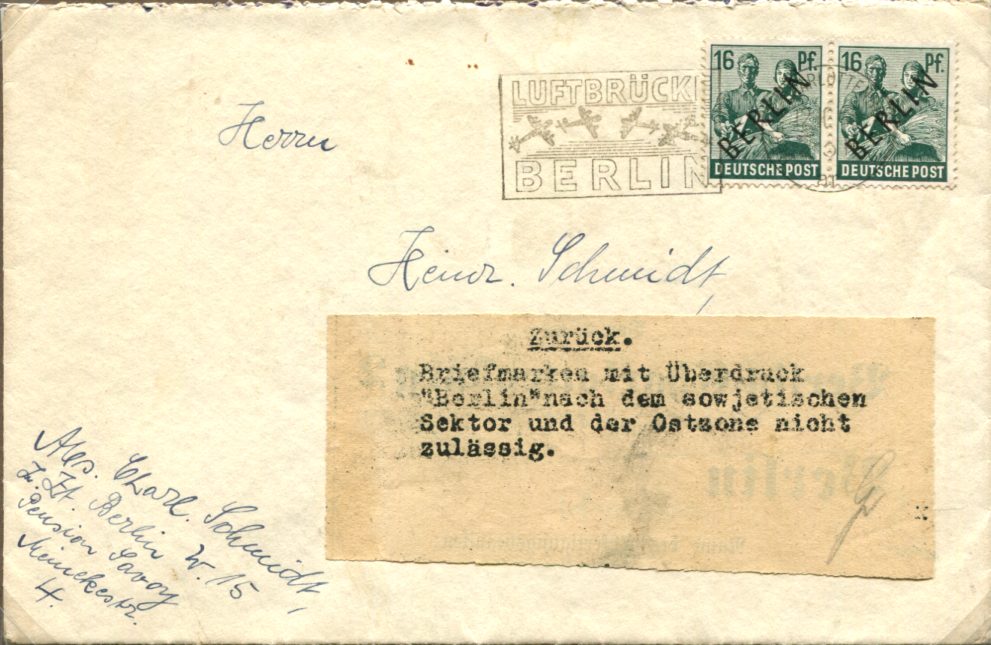 LUFTBRÜCKE
BERLIN
16 Pf.
BERLIN
DEUTSCHE POST
16 Pf.
BERLIN
DEUTSCHE POST
Herrn
Heinr. Schmidt,
Zurück.
Briefmarken mit Überdruck
"Berlin"nach dem sowjetischen
Sektor und der Ostzone nicht
zulässig.
Abs. Charl. Schmidt,
z. Zt. Berlin W. 15
Pension Savoy
Meinekestr.
4.